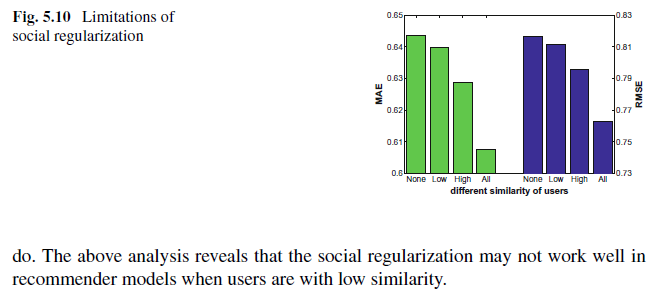 Fig. 5.10 Limitations of
social regularization
0.65
0.64
0.63
0.62
0.61
0.6
MAE
0.83
0.81
0.79
0.77
0.75
0.73
RMSE
None Low High All None Low High All
different similarity of users
do. The above analysis reveals that the social regularization may not work well in
recommender models when users are with low similarity.